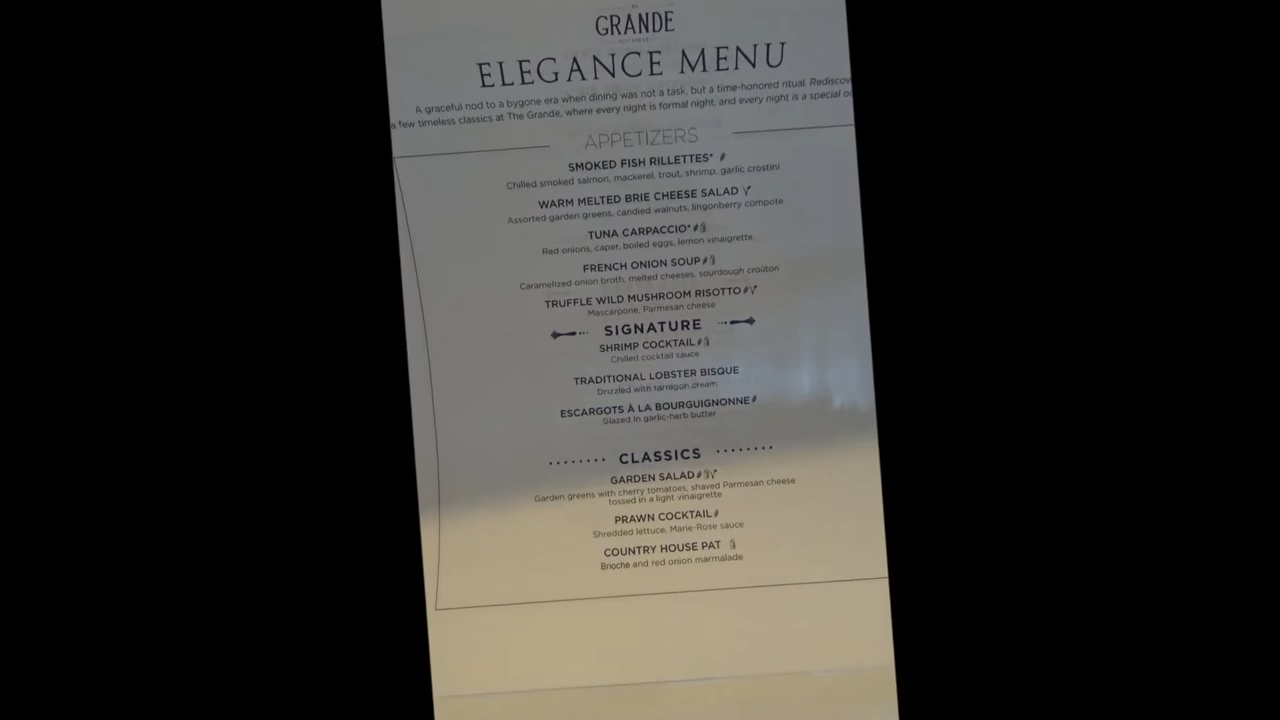 GRANDE
ELEGANCE MENU
A graceful nod to a bygone era when dining was not a task, but a time-honored ritual. Rediscov
a few timeless classics at The Grande, where every night is formal night, and every night is a special oc
APPETIZERS
SMOKED FISH RILLETTES*
Chilled smoked salmon, mackerel, trout, shrimp, garlic crostini
WARM MELTED BRIE CHEESE SALAD
Assorted garden greens, candied walnuts, lingonberry compote
TUNA CARPACCIO*
Red onions, caper, boiled eggs, lemon vinaigrette
FRENCH ONION SOUP
Caramelized onion broth, melted cheeses, sourdough croûton
TRUFFLE WILD MUSHROOM RISOTTO
Mascarpone, Parmesan cheese
SIGNATURE
SHRIMP COCKTAIL
Chilled cocktail sauce
TRADITIONAL LOBSTER BISQUE
Drizzled with tarragon cream
ESCARGOTS À LA BOURGUIGNONNE
Glazed in garlic-herb butter
CLASSICS
GARDEN SALAD
Garden greens with cherry tomatoes, shaved Parmesan cheese
tossed in a light vinaigrette
PRAWN COCKTAIL
Shredded lettuce, Marie-Rose sauce
COUNTRY HOUSE PAT
Brioche and red onion marmalade